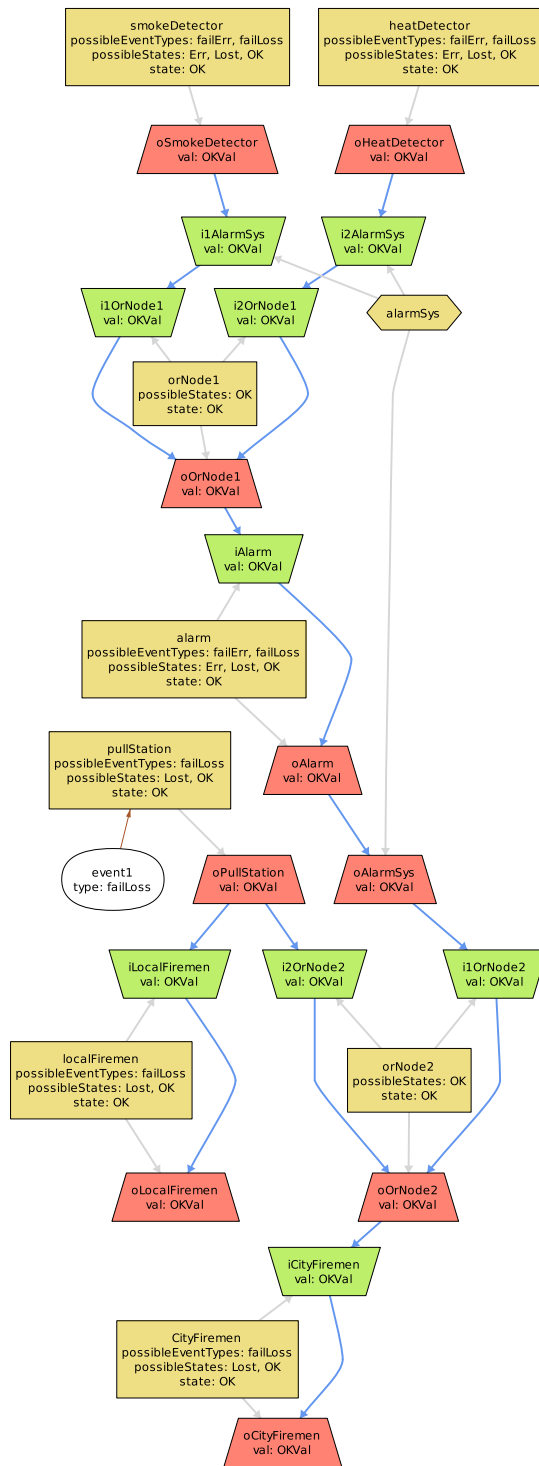 smokeDetector
possibleEventTypes: failErr, failLoss
possibleStates: Err, Lost, OK
state: OK
heatDetector
possibleEventTypes: failErr, failLoss
possibleStates: Err, Lost, OK
state: OK
oSmokeDetector
val: OKVal
oHeatDetector
val: OKVal
i1AlarmSys
val: OKVal
i2AlarmSys
val: OKVal
i1OrNode1
val: OKVal
i2OrNode1
val: OKVal
alarmSys
orNode1
possibleStates: OK
state: OK
oOrNode1
val: OKVal
iAlarm
val: OKVal
alarm
possibleEventTypes: failErr, failLoss
possibleStates: Err, Lost, OK
state: OK
pullStation
possibleEventTypes: failLoss
possibleStates: Lost, OK
state: OK
oAlarm
val: OKVal
event1
type: failLoss
oPullStation
val: OKVal
oAlarmSys
val: OKVal
iLocalFiremen
val: OKVal
i2OrNode2
val: OKVal
i1OrNode2
val: OKVal
localFiremen
possibleEventTypes: failLoss
possibleStates: Lost, OK
state: OK
orNode2
possibleStates: OK
state: OK
oLocalFiremen
val: OKVal
oOrNode2
val: OKVal
iCityFiremen
val: OKVal
CityFiremen
possibleEventTypes: failLoss
possibleStates: Lost, OK
state: OK
oCityFiremen
val: OKVal